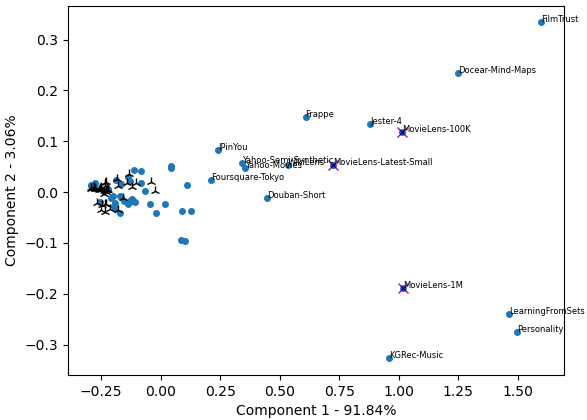 FilmTrust
0.3
Docear-Mind-Maps
0.2
Frappe
Jester-4
MovieLens-100K
0.1
IPinYou
Yahoo-Semi-Synthetic
MovieLens-Latest-Small
Yahoo-Movies
Foursquare-Tokyo
0.0
Douban-Short
−0.1
MovieLens-1M
−0.2
LearningFromSets
Personality
−0.3
KGRec-Music
−0.25 0.00 0.25 0.50 0.75 1.00 1.25 1.50
Component 1 - 91.84%
Component 2 - 3.06%